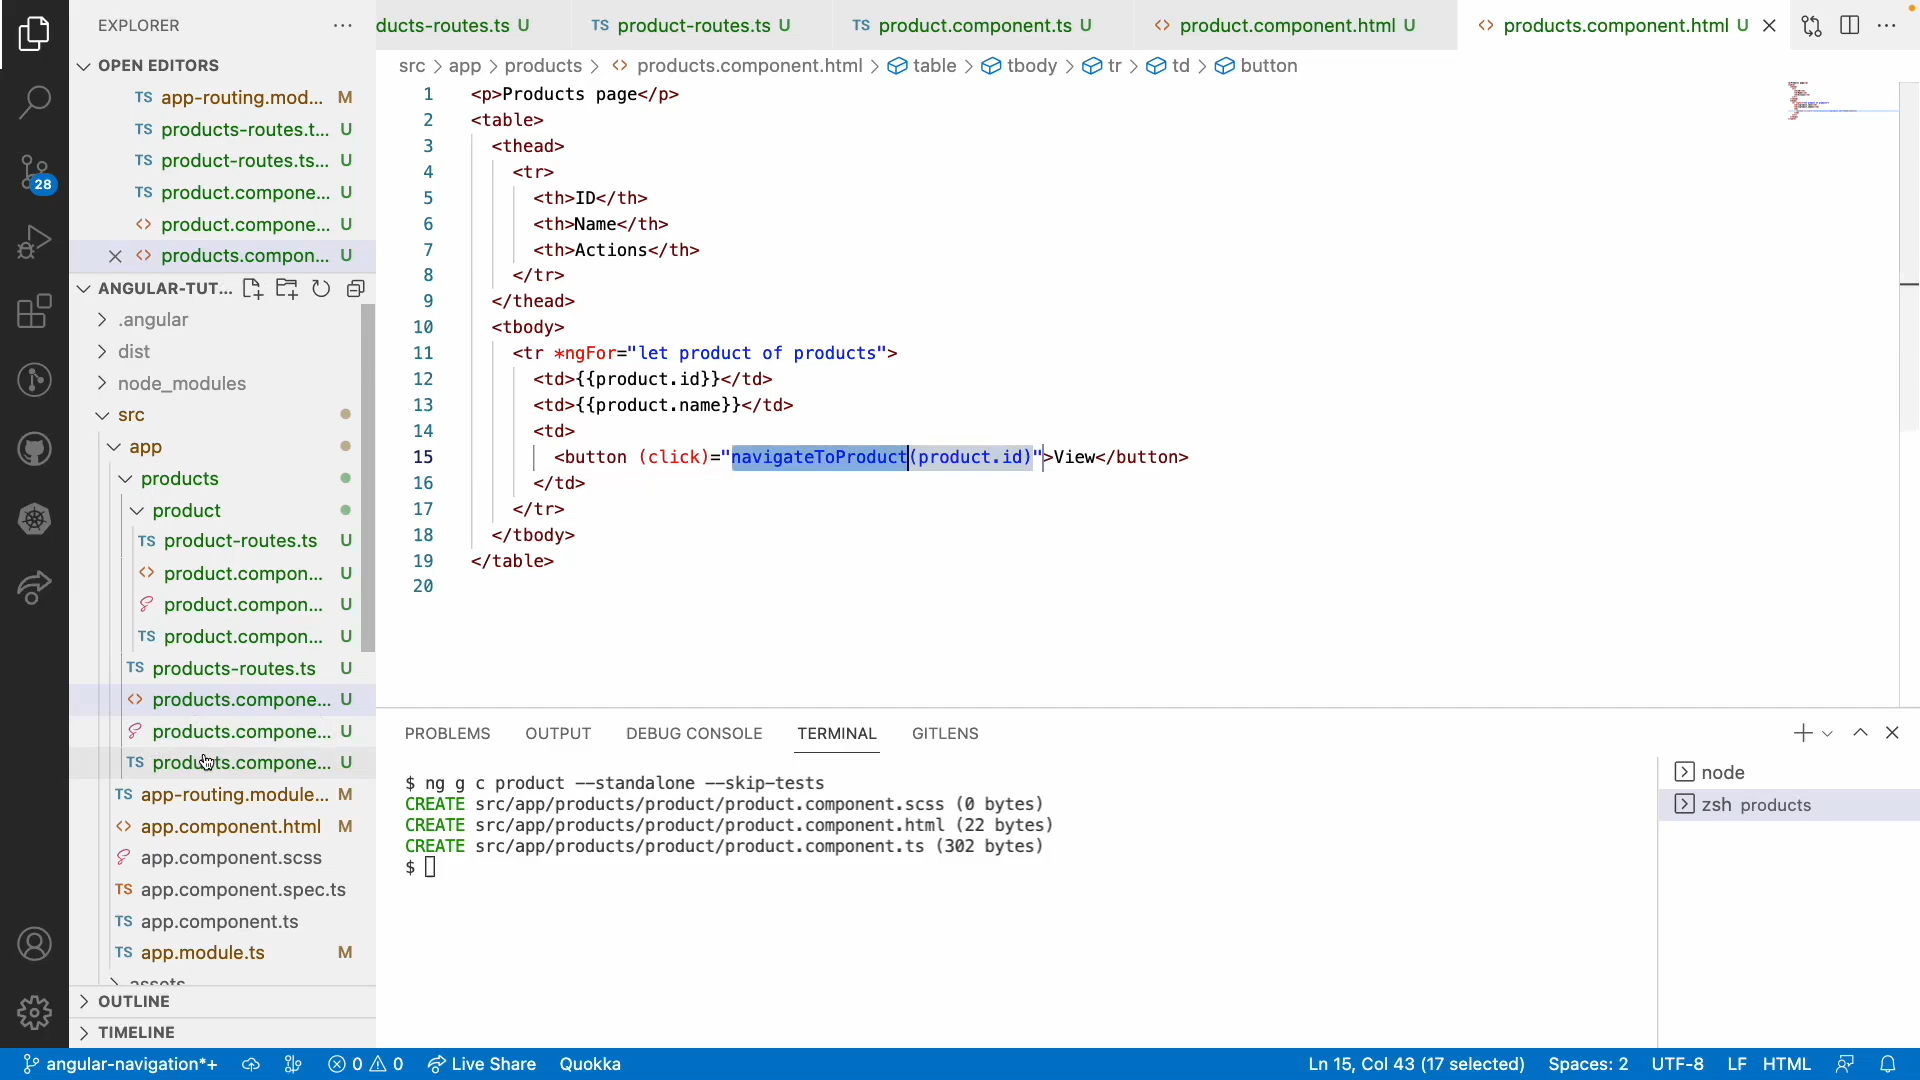 EXPLORER
ducts-routes.ts U
TS product-routes.ts U
TS product.component.ts U
<> product.component.html U
<> products.component.html U
OPEN EDITORS
TS app-routing.mod... M
TS products-routes.t... U
TS product-routes.ts... U
TS product.compone... U
<> product.compone... U
<> products.compon... U
ANGULAR-TUT...
.angular
dist
node_modules
src
app
products
product
TS product-routes.ts U
<> product.compon... U
product.compon... U
TS product.compon... U
TS products-routes.ts U
<> products.compone... U
products.compone... U
TS products.compone... U
TS app-routing.module... M
<> app.component.html M
app.component.scss
TS app.component.spec.ts
TS app.component.ts
TS app.module.ts M
assets
OUTLINE
TIMELINE
28
src > app > products > <> products.component.html > table > tbody > tr > td > button
1 <p>Products page</p>
2 <table>
3 <thead>
4 <tr>
5 <th>ID</th>
6 <th>Name</th>
7 <th>Actions</th>
8 </tr>
9 </thead>
10 <tbody>
11 <tr *ngFor="let product of products">
12 <td>{{product.id}}</td>
13 <td>{{product.name}}</td>
14 <td>
15 <button (click)="navigateToProduct(product.id)">View</button>
16 </td>
17 </tr>
18 </tbody>
19 </table>
20
PROBLEMS OUTPUT DEBUG CONSOLE TERMINAL GITLENS
$ ng g c product --standalone --skip-tests
CREATE src/app/products/product/product.component.scss (0 bytes)
CREATE src/app/products/product/product.component.html (22 bytes)
CREATE src/app/products/product/product.component.ts (302 bytes)
$
node
zsh products
angular-navigation*+ 0 0 Live Share Quokka Ln 15, Col 43 (17 selected) Spaces: 2 UTF-8 LF HTML